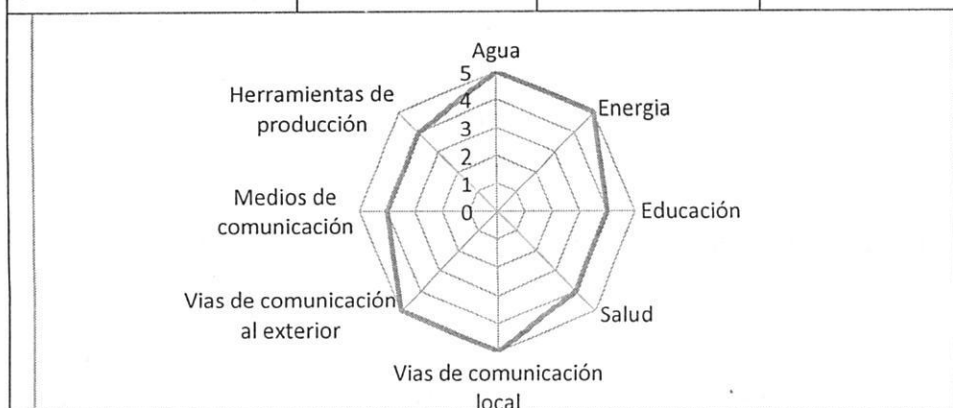 Agua
5
4
3
2
1
0
Energia
Educación
Salud
Vias de comunicación
local
Vias de comunicación
al exterior
Medios de
comunicación
Herramientas de
producción